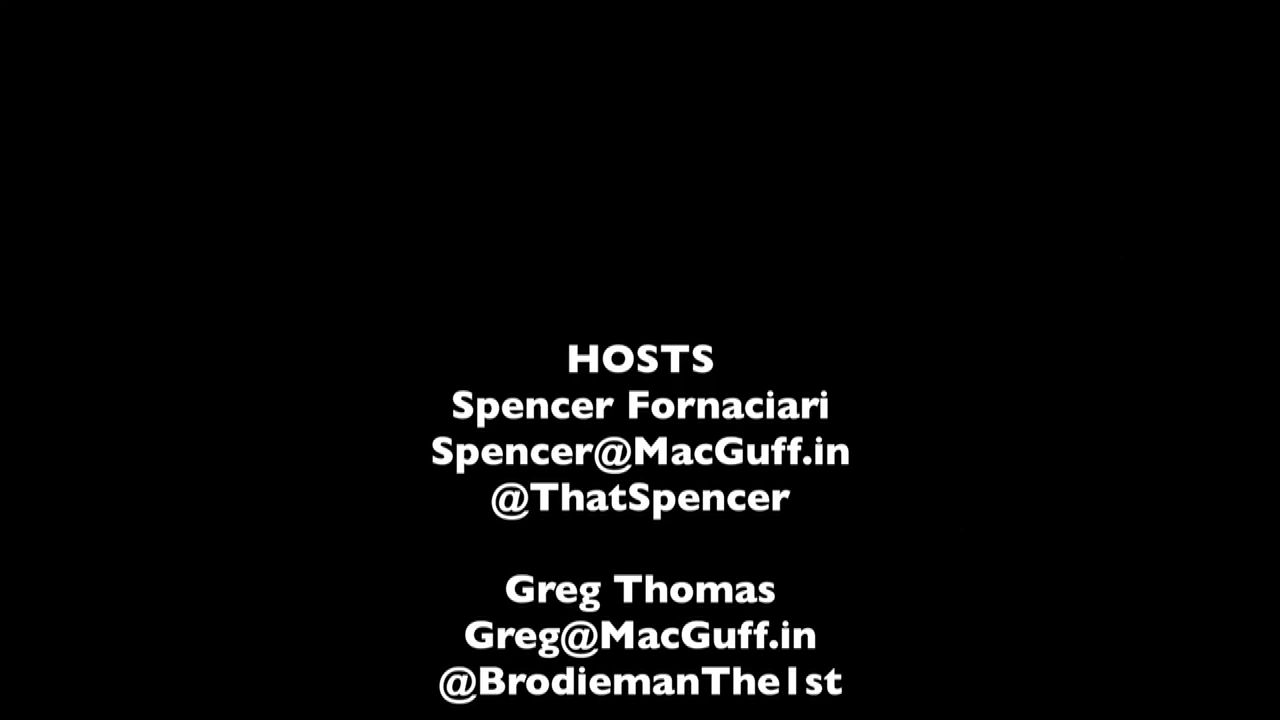 HOSTS
Spencer Fornaciari
Spencer@MacGuff.in
@ThatSpencer
Greg Thomas
Greg@MacGuff.in
@BrodiemanThe1st